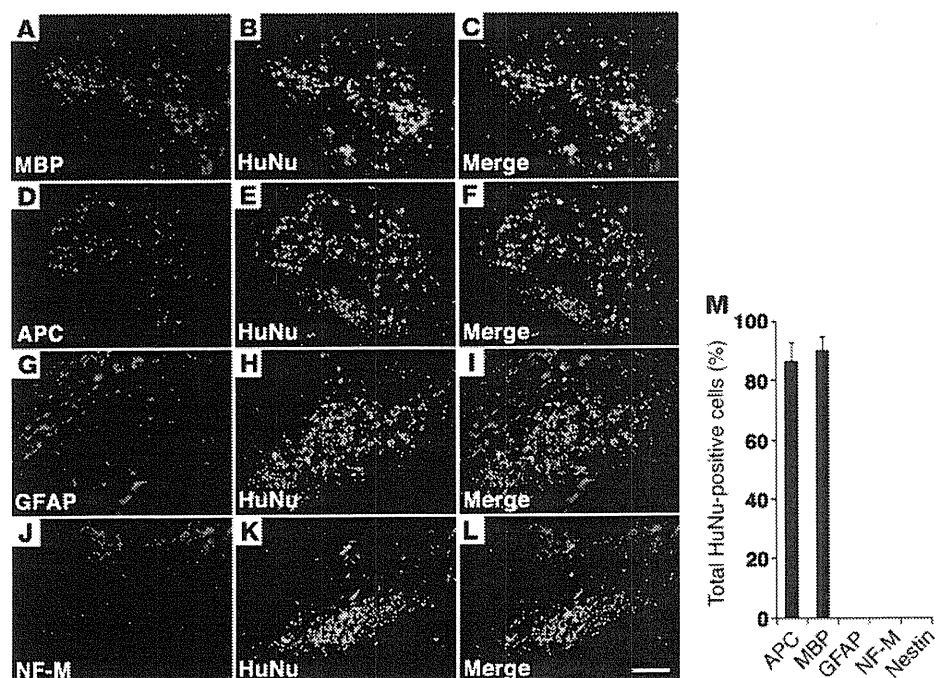 A
B
C
MBP
HuNu
Merge
D
E
F
APC
HuNu
Merge
G
H
I
GFAP
HuNu
Merge
J
K
L
NF-M
HuNu
Merge
M
Total HuNu-positive cells (%)
100
80
60
40
20
0
APC
MBP
GFAP
NF-M
Nestin